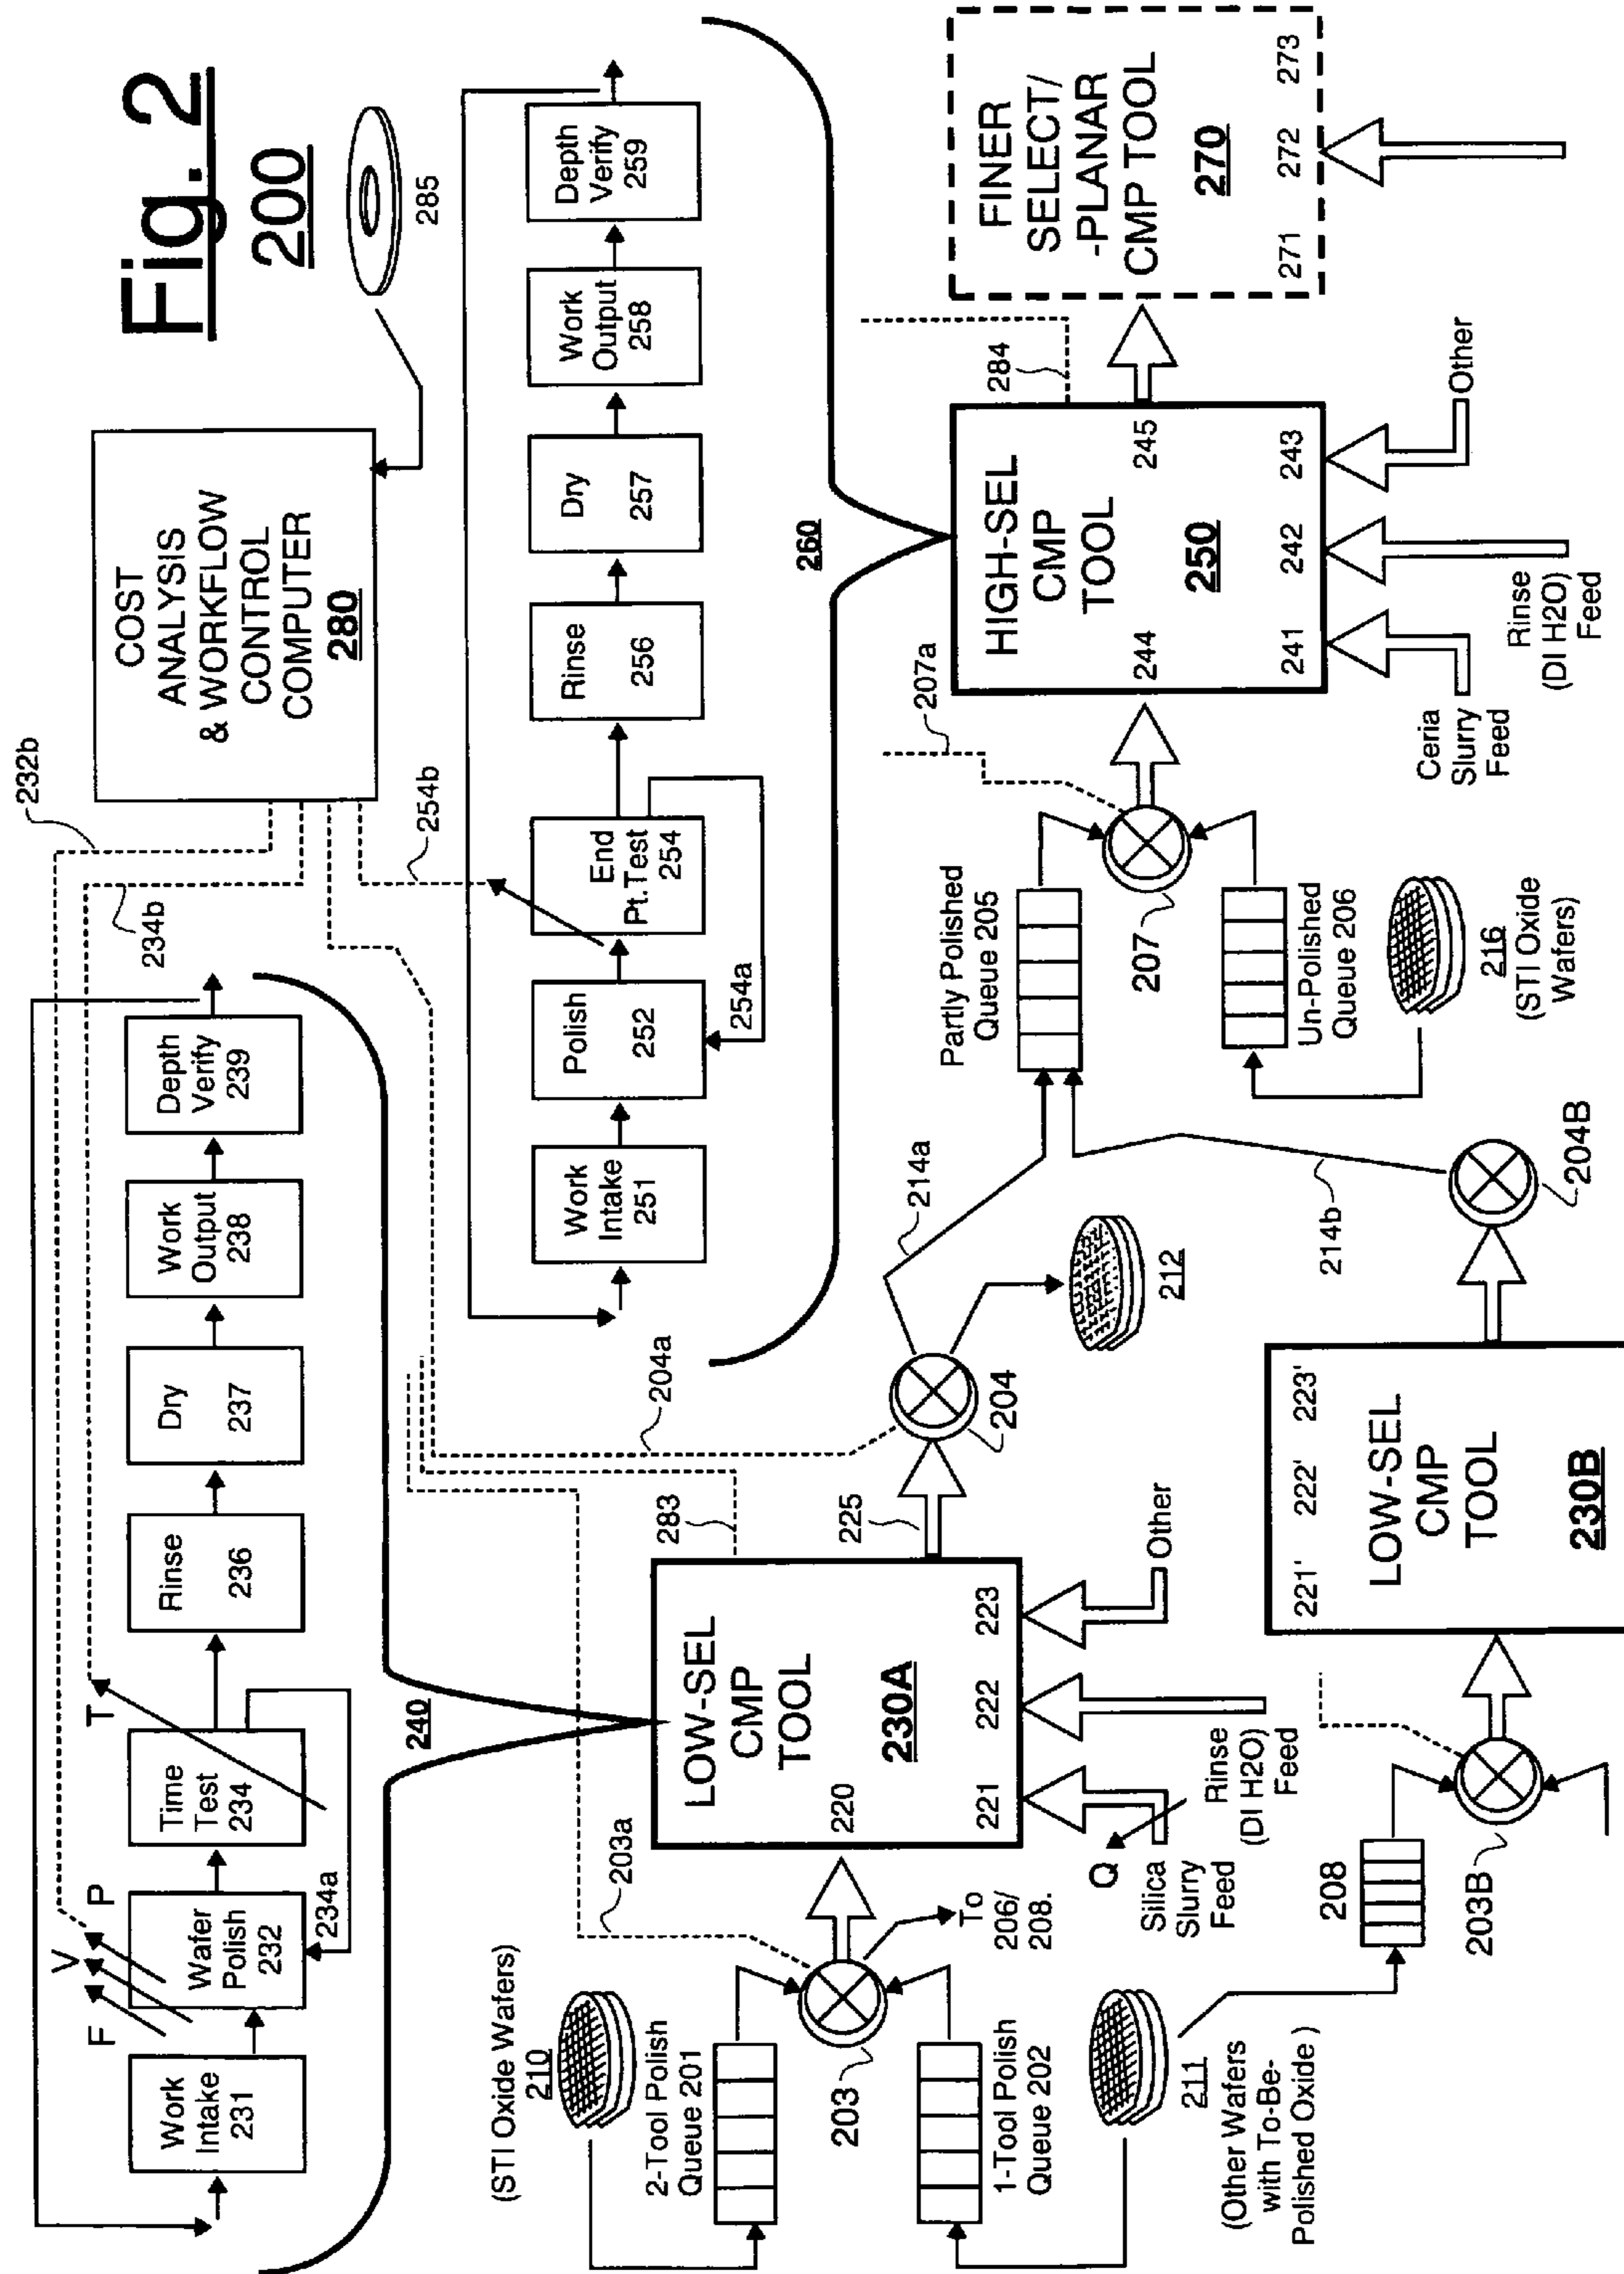 Fig. 2
200
285
COST
ANALYSIS
& WORKFLOW
CONTROL
COMPUTER
280
232b
234b
254b
Work
Intake
231
F
V
P
Wafer
Polish
232
234a
Time
Test
234
T
Rinse
236
Dry
237
Work
Output
238
Depth
Verify
239
240
Work
Intake
251
Polish
252
254a
End
Pt.Test
254
Rinse
256
Dry
257
Work
Output
258
Depth
Verify
259
260
(STI Oxide Wafers)
210
2-Tool Polish
Queue 201
203
203a
To
206/
208.
1-Tool Polish
Queue 202
211
(Other Wafers
with To-Be-
Polished Oxide )
LOW-SEL
CMP
TOOL
230A
220
221
222
223
283
225
Q
Silica
Slurry
Feed
Rinse
(DI H2O)
Feed
Other
204a
204
212
214a
214b
204B
208
203B
LOW-SEL
CMP
TOOL
230B
221'
222'
223'
Partly Polished
Queue 205
207
207a
Un-Polished
Queue 206
216
(STI Oxide
Wafers)
HIGH-SEL
CMP
TOOL
250
244
245
241
242
243
284
Ceria
Slurry
Feed
Rinse
(DI H2O)
Feed
Other
FINER
SELECT/
-PLANAR
CMP TOOL
270
271
272
273